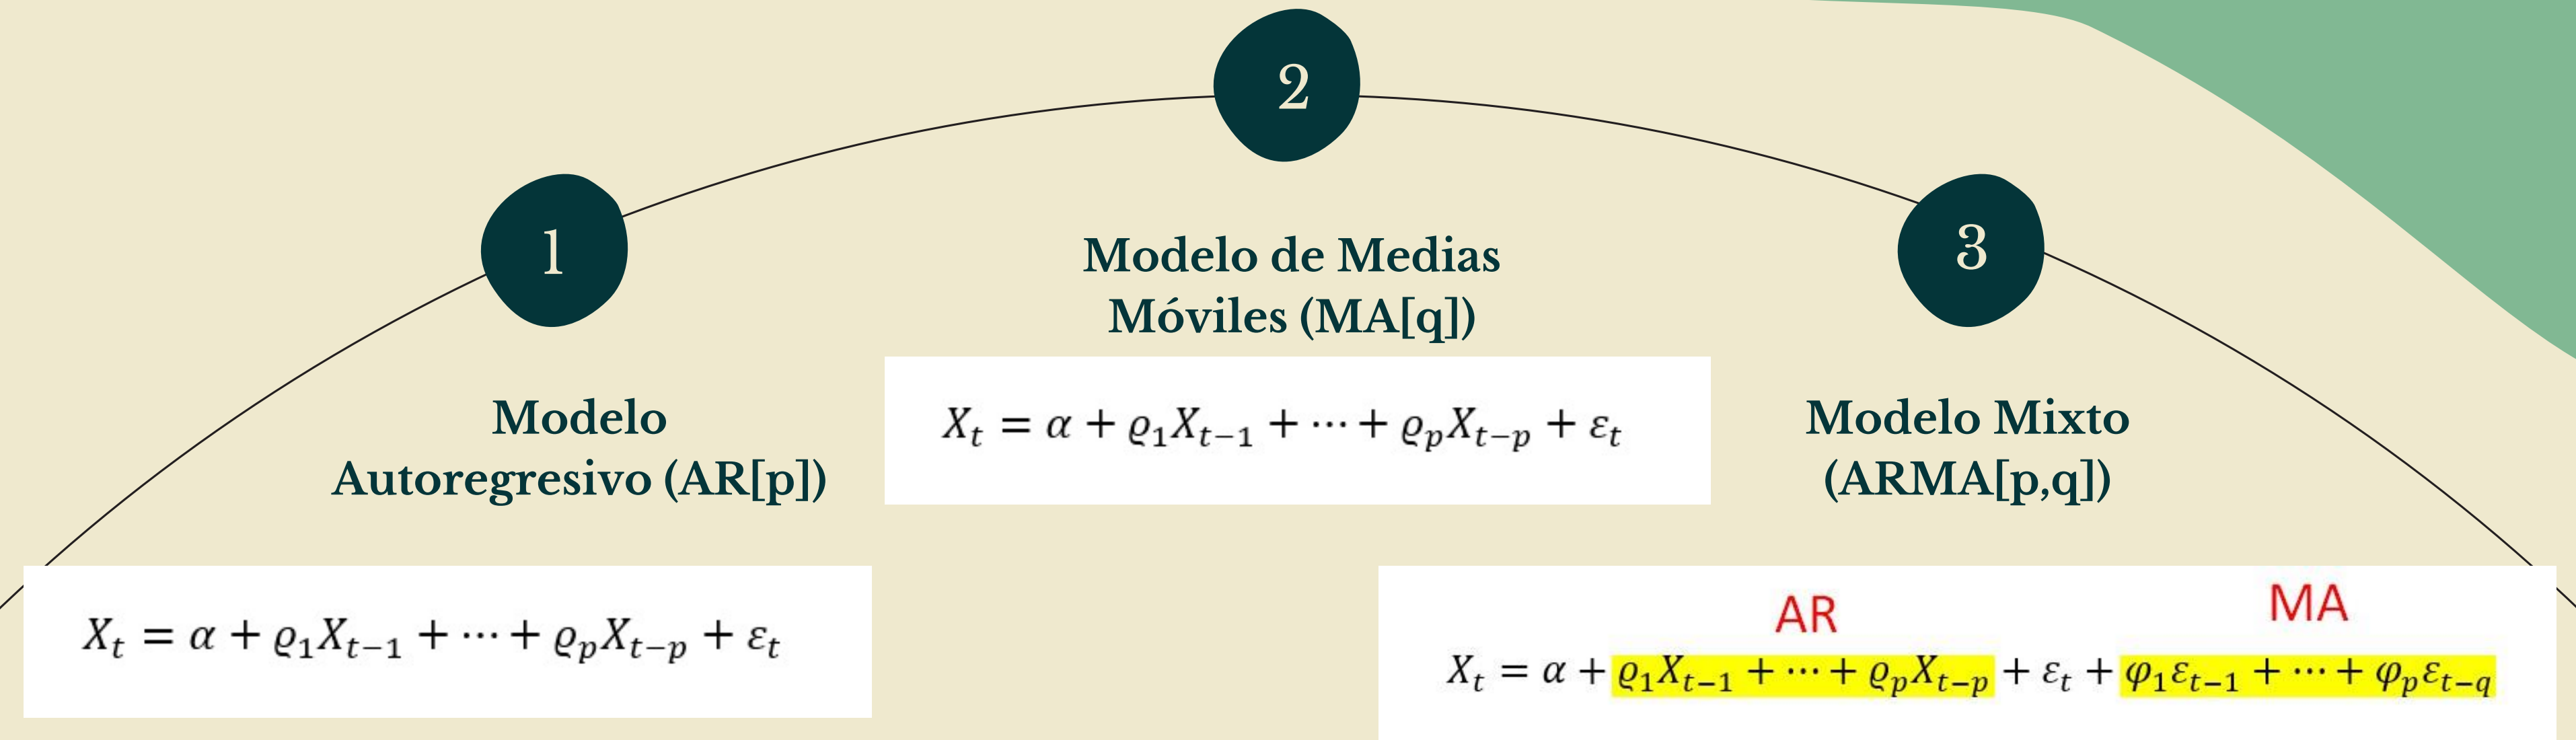 1
Modelo
Autoregresivo (AR[p])
Xₜ = α + ϱ₁Xₜ₋₁ + ⋯ + ϱₚXₜ₋ₚ + εₜ
2
Modelo de Medias
Móviles (MA[q])
Xₜ = α + ϱ₁Xₜ₋₁ + ⋯ + ϱₚXₜ₋ₚ + εₜ
3
Modelo Mixto
(ARMA[p,q])
AR MA
Xₜ = α + ϱ₁Xₜ₋₁ + ⋯ + ϱₚXₜ₋ₚ + εₜ + φ₁εₜ₋₁ + ⋯ + φₚε_{t−q}